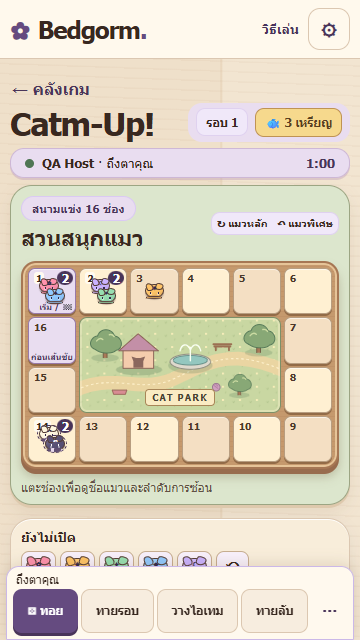 Bedgorm.
วิธีเล่น
← คลังเกม
Catm-Up!
รอบ 1
3 เหรียญ
QA Host · ถึงตาคุณ
1:00
สนามแข่ง 16 ช่อง
สวนสนุกแมว
↻ แมวหลัก ↶ แมวพิเศษ
1 2 2 2 3 4 5 6
เริ่ม /
16 7
ก่อนเส้นชัย
15 8
CAT PARK
2 13 12 11 10 9
แตะช่องเพื่อดูชื่อแมวและลำดับการซ้อน
ยังไม่เปิด
ถึงตาคุณ
ทอย
ทายรอบ
วางไอเทม
ทายลับ
...